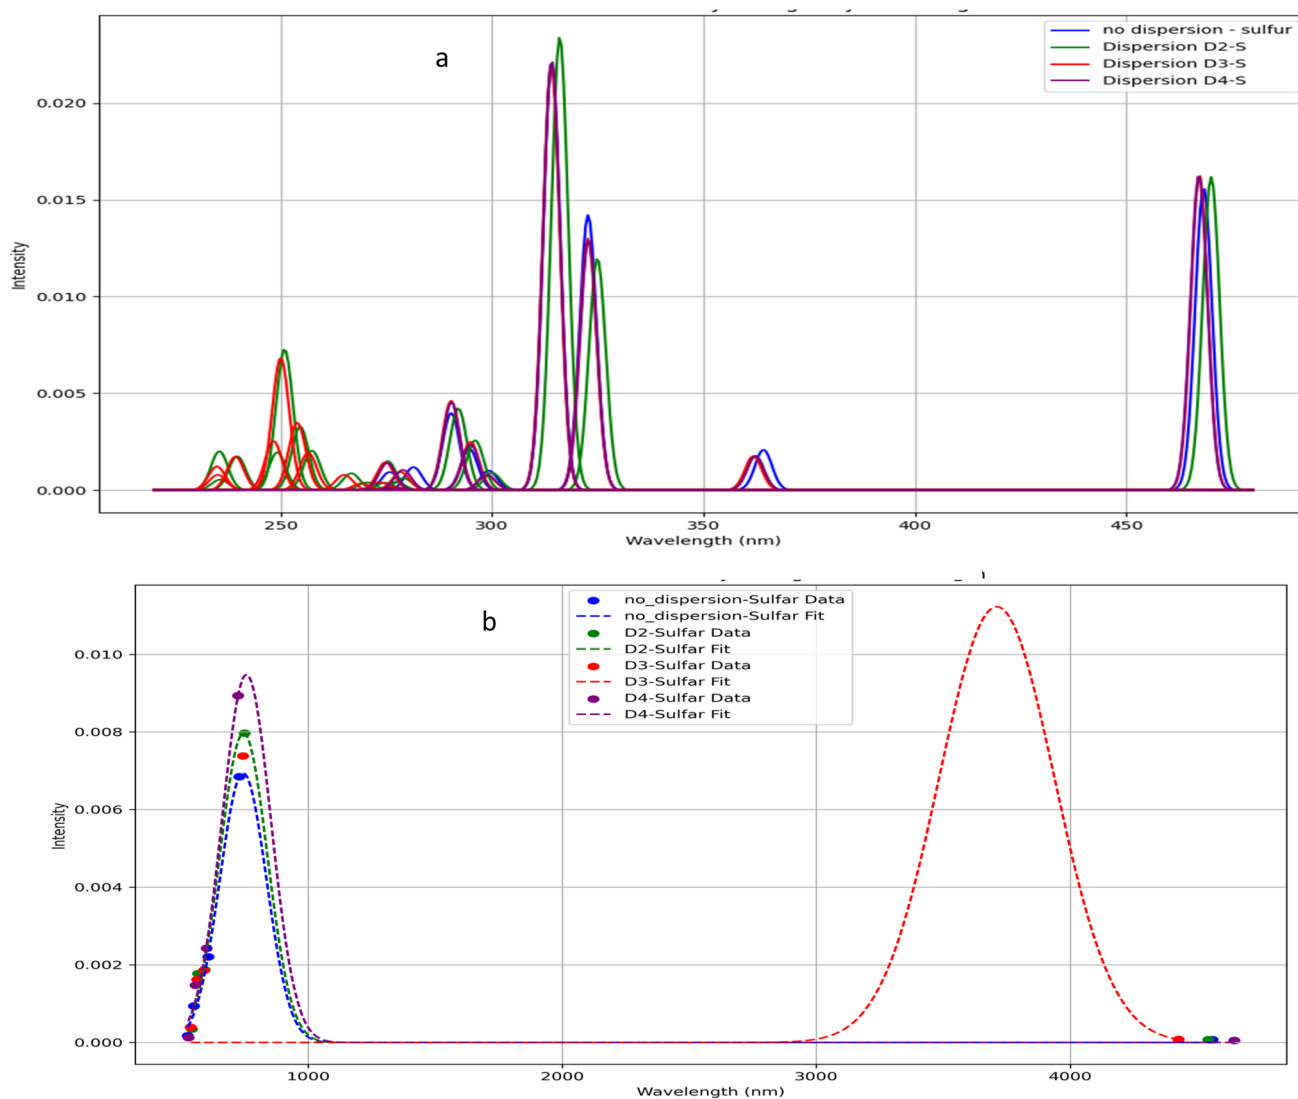 a
no dispersion - sulfur
Dispersion D2-S
Dispersion D3-S
Dispersion D4-S
0.020
0.015
0.010
0.005
0.000
Intensity
250 300 350 400 450
Wavelength (nm)
b
no_dispersion-Sulfar Data
no_dispersion-Sulfar Fit
D2-Sulfar Data
D2-Sulfar Fit
D3-Sulfar Data
D3-Sulfar Fit
D4-Sulfar Data
D4-Sulfar Fit
0.010
0.008
0.006
0.004
0.002
0.000
Intensity
1000 2000 3000 4000
Wavelength (nm)